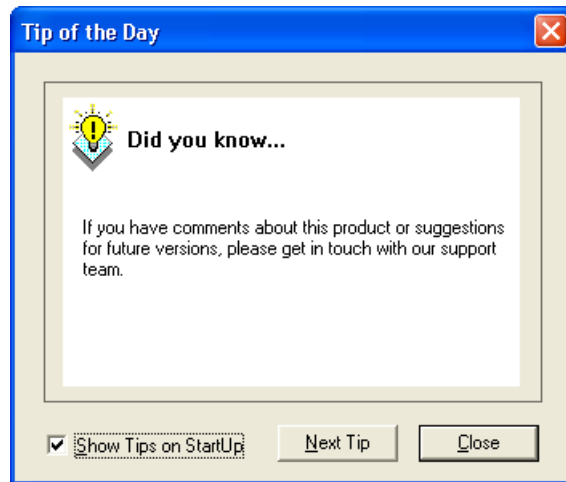 Tip of the Day
Did you know...
If you have comments about this product or suggestions
for future versions, please get in touch with our support
team.
Show Tips on StartUp
Next Tip
Close